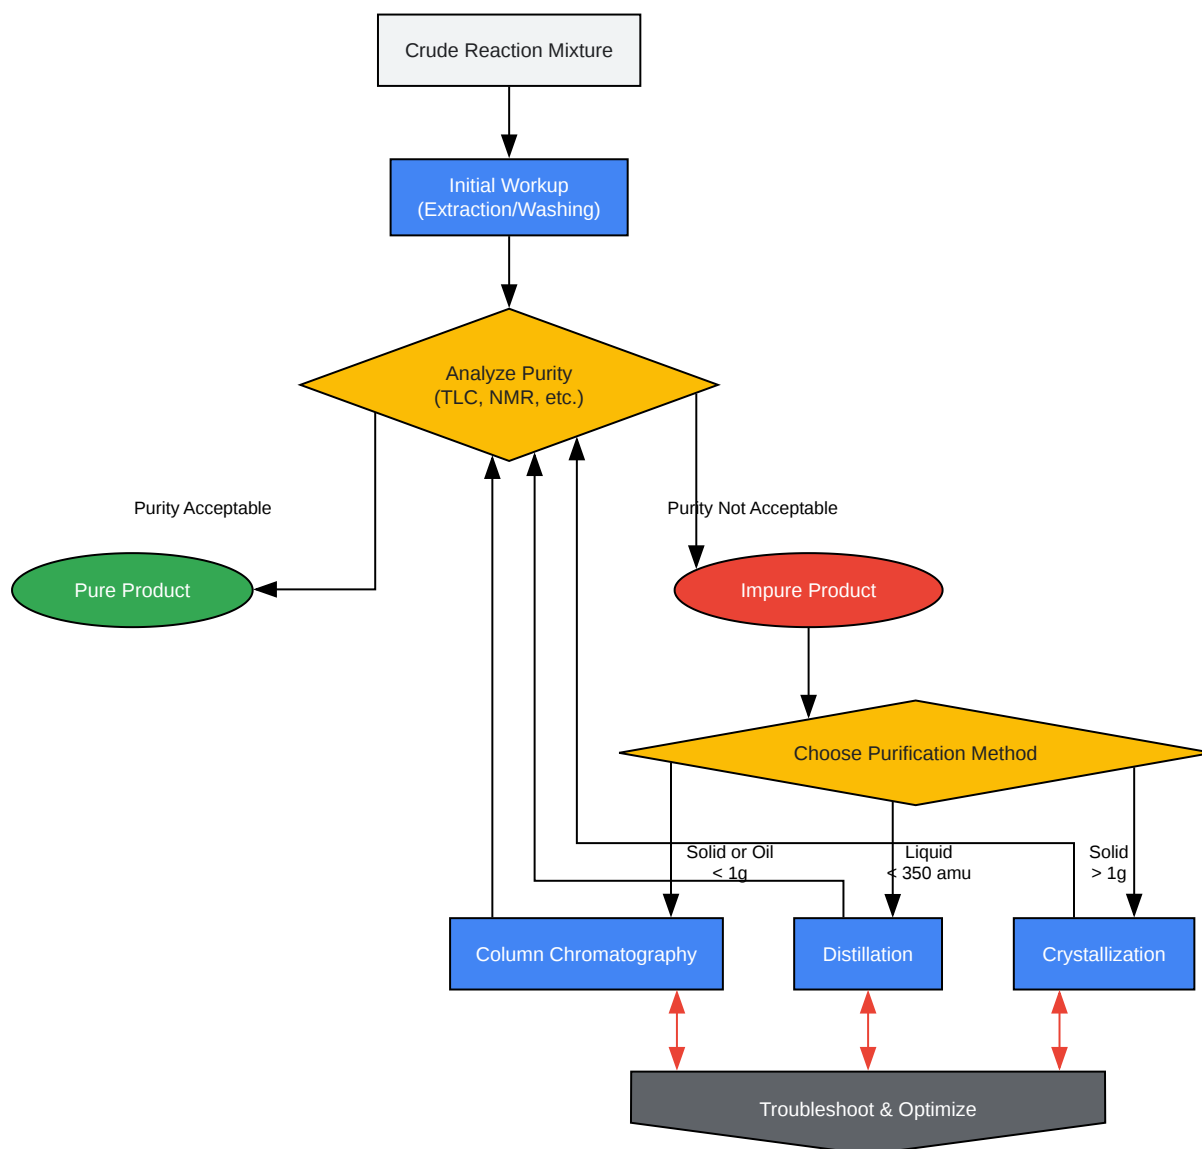 Crude Reaction Mixture
Initial Workup
(Extraction/Washing)
Analyze Purity
(TLC, NMR, etc.)
Purity Acceptable
Purity Not Acceptable
Pure Product
Impure Product
Choose Purification Method
Solid or Oil
< 1g
Liquid
< 350 amu
Solid
> 1g
Column Chromatography
Distillation
Crystallization
Troubleshoot & Optimize